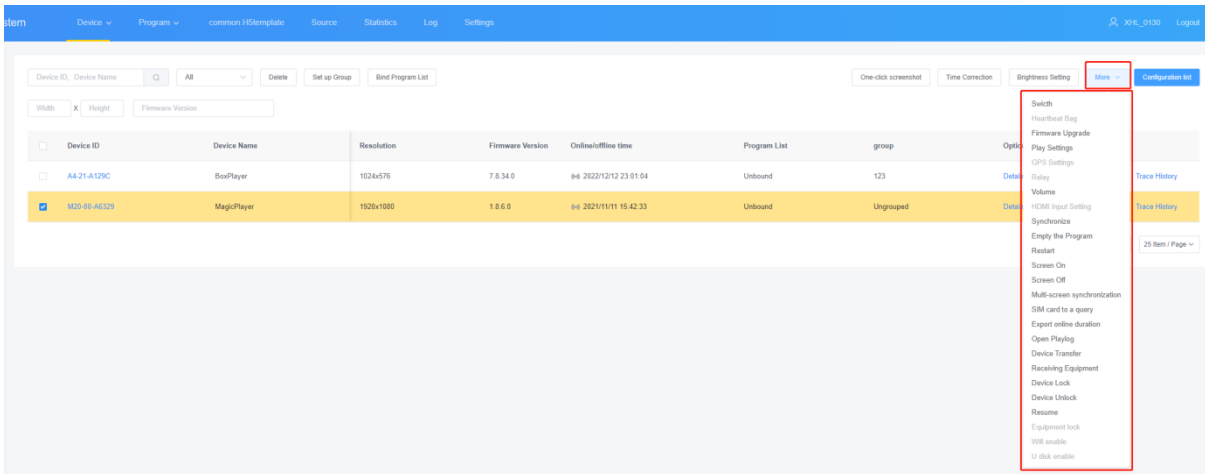 stem Device Program common.H5template Source Statistics Log Settings XHL_0130 Logout
Device ID、Device Name All Delete Set up Group Bind Program List One-click screenshot Time Correction Brightness Setting More Configuration list
Width X Height Firmware Version
Device ID Device Name Resolution Firmware Version Online/offline time Program List group Optio
A4-21-A129C BoxPlayer 1024x576 7.8.34.0 2022/12/12 23:01:04 Unbound 123 Detail Trace History
M20-00-A6329 MagicPlayer 1920x1080 1.8.6.0 2021/11/11 15:42:33 Unbound Ungrouped Detail Trace History
25 Item / Page
Swicth
Heartbeat Bag
Firmware Upgrade
Play Settings
GPS Settings
Relay
Volume
HDMI Input Setting
Synchronize
Empty the Program
Restart
Screen On
Screen Off
Multi-screen synchronization
SIM card to a query
Export online duration
Open Playlog
Device Transfer
Receiving Equipment
Device Lock
Device Unlock
Resume
Equipment lock
Wifi enable
U disk enable